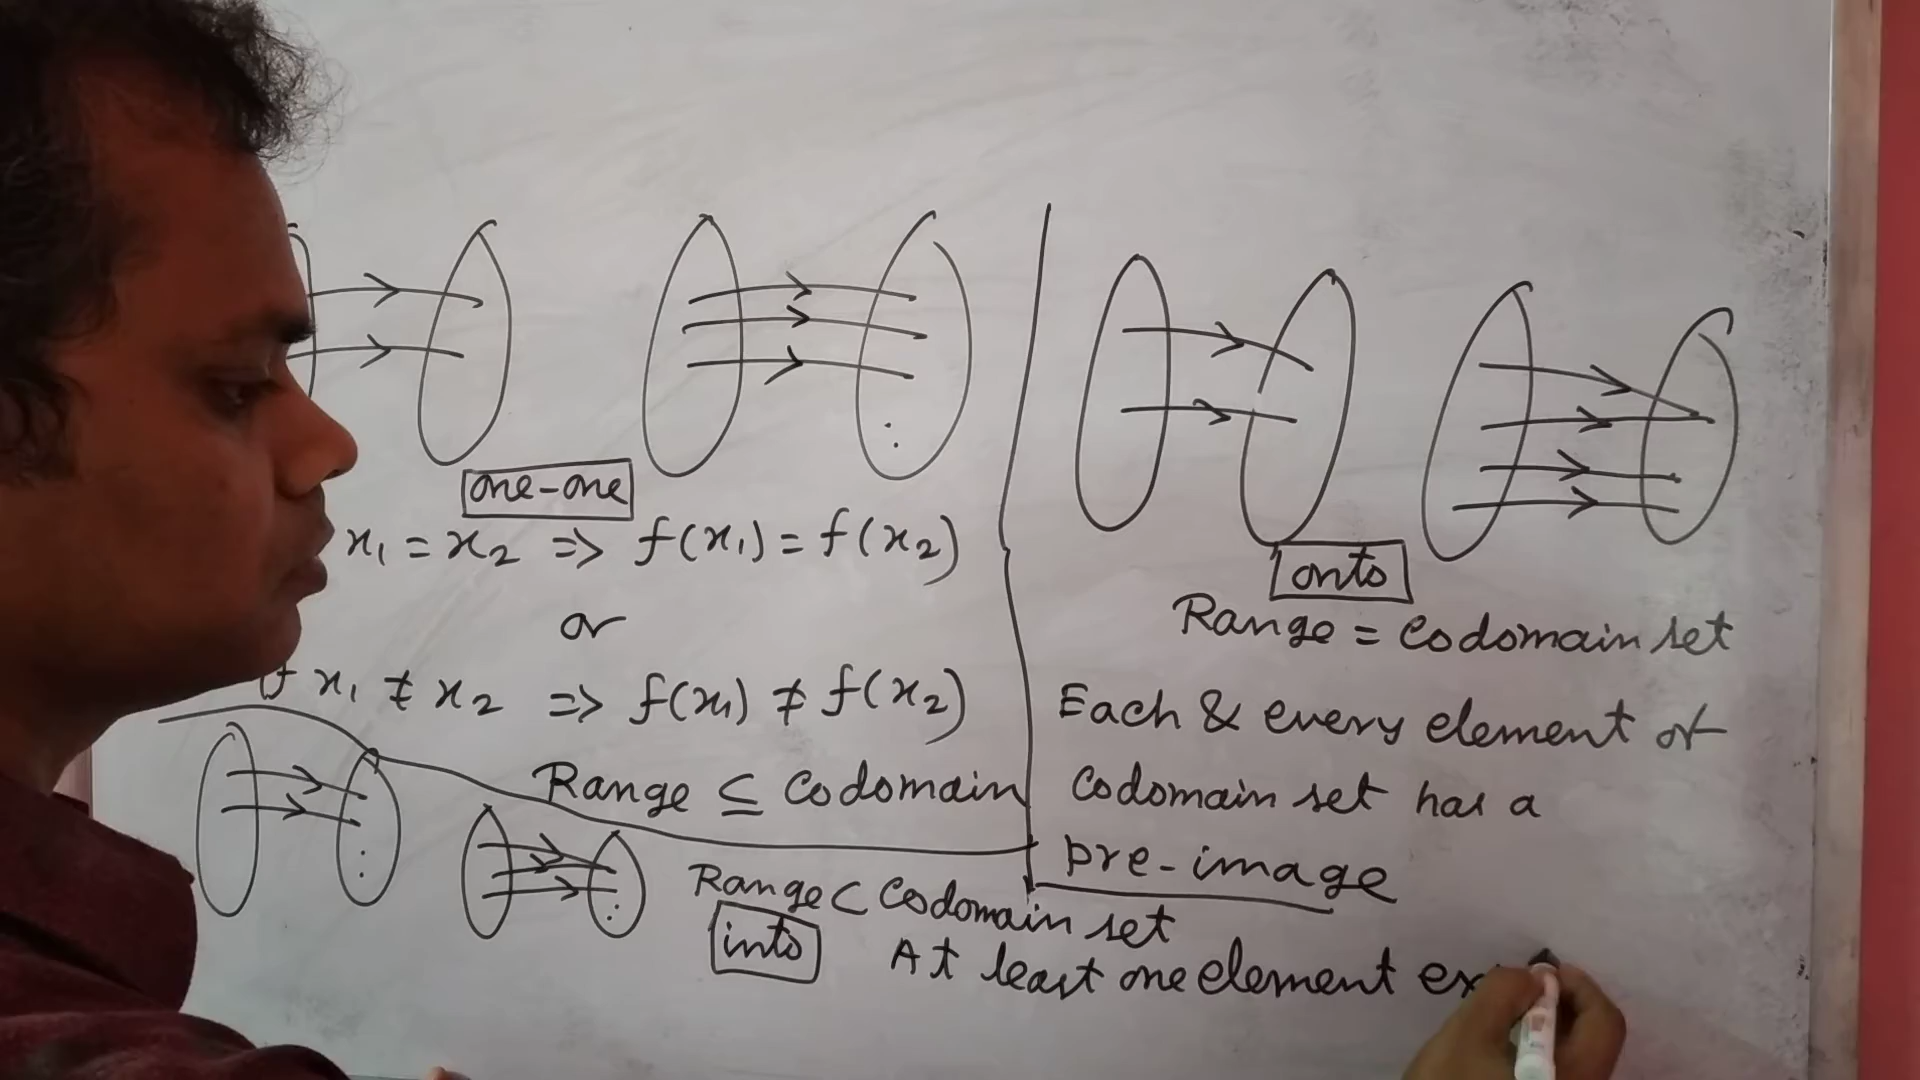 one-one
x₁ = x₂ => f(x₁) = f(x₂)
or
x₁ ≠ x₂ => f(x₁) ≠ f(x₂)
Range ⊆ Codomain
onto
Range = Codomain set
Each & every element of
Codomain set has a
pre-image
Range ⊂ Codomain set
into
At least one element